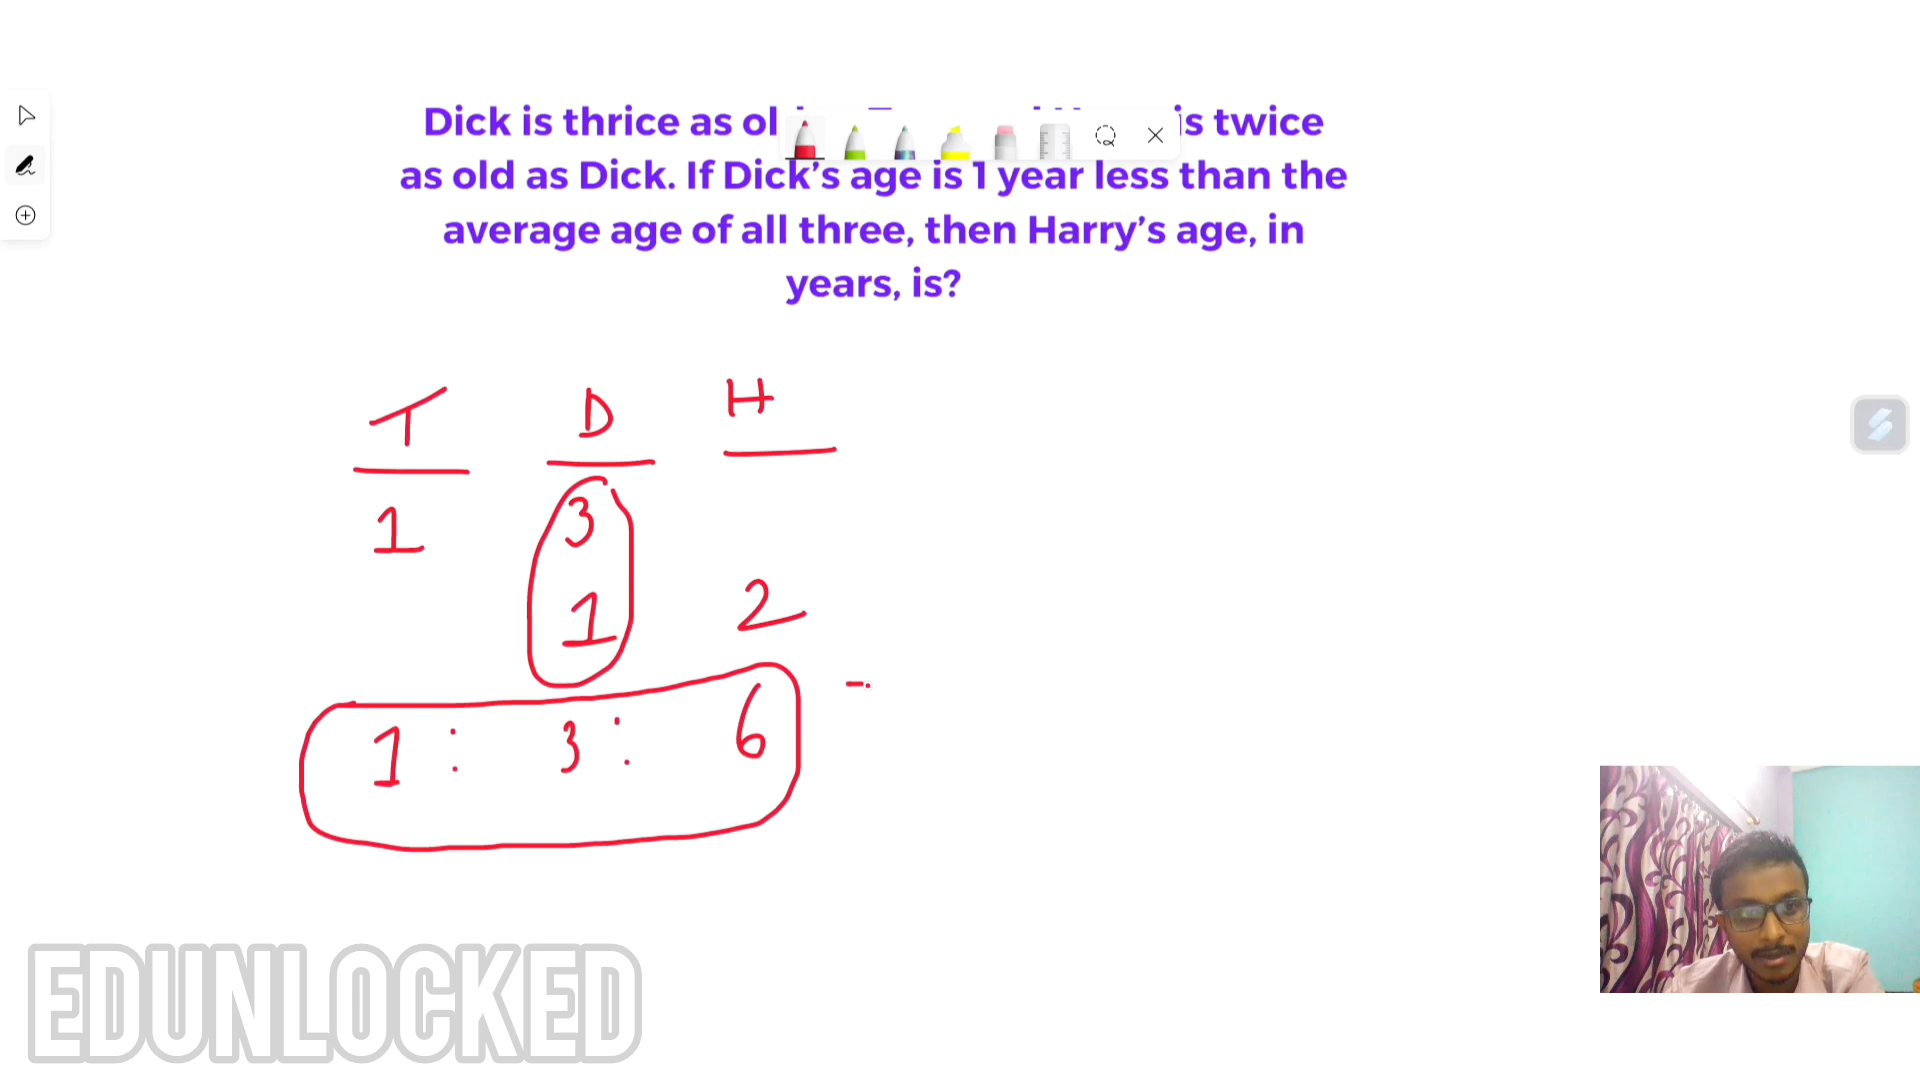 Dick is thrice as ol is twice
as old as Dick. If Dick's age is 1 year less than the
average age of all three, then Harry's age, in
years, is?
T D H
1 3
1 2
1 : 3 : 6
EDUNLOCKED